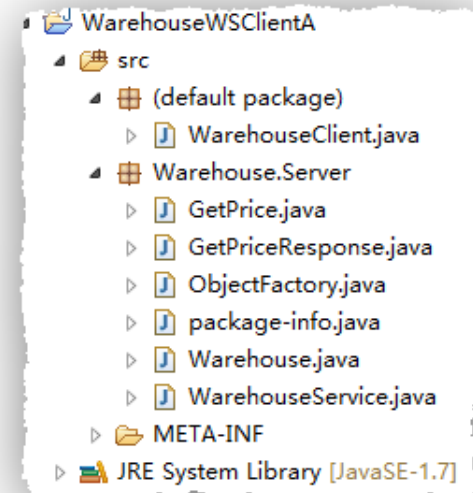 WarehouseWSClientA
src
(default package)
WarehouseClient.java
Warehouse.Server
GetPrice.java
GetPriceResponse.java
ObjectFactory.java
package-info.java
Warehouse.java
WarehouseService.java
META-INF
JRE System Library [JavaSE-1.7]